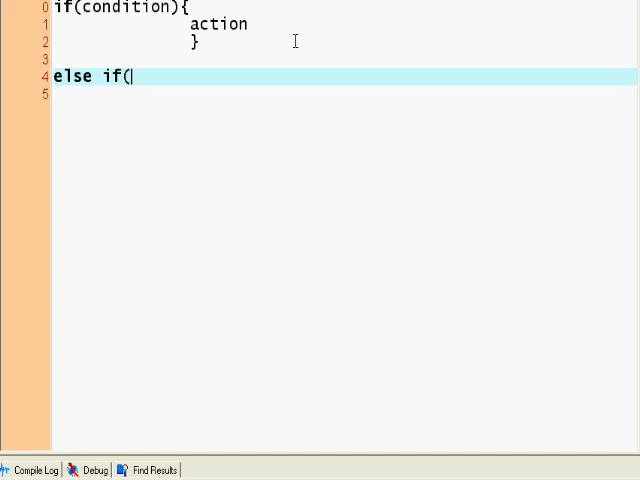 0 if(condition){
1 action
2 }
3
4 else if(
5
Compile Log Debug Find Results